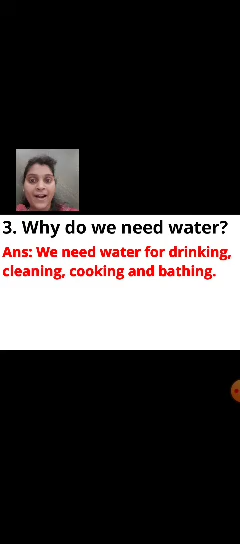 3. Why do we need water?
Ans: We need water for drinking,
cleaning, cooking and bathing.